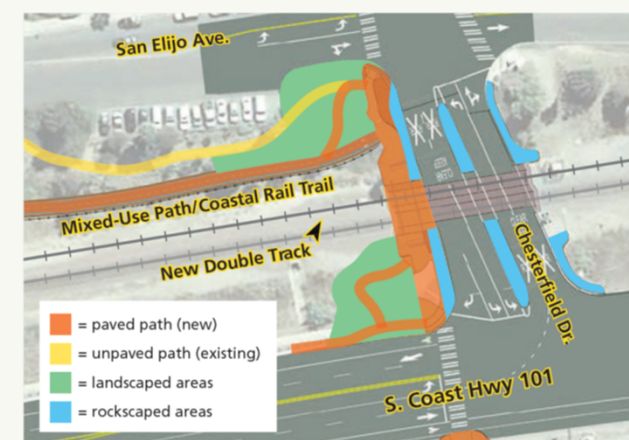 San Elijo Ave.
Mixed-Use Path/Coastal Rail Trail
New Double Track
Chesterfield Dr.
= paved path (new)
= unpaved path (existing)
= landscaped areas
= rockscaped areas
S. Coast Hwy 101